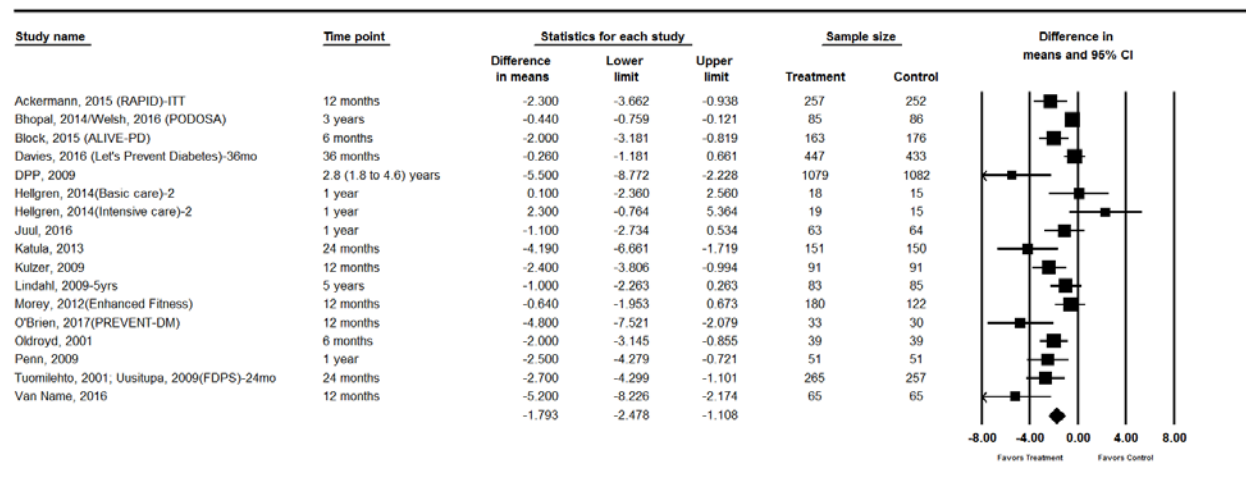 Study name Time point Statistics for each study Sample size Difference in means and 95% CI
Difference in means Lower limit Upper limit Treatment Control
Ackermann, 2015 (RAPID)-ITT 12 months -2.300 -3.662 -0.938 257 252
Bhopal, 2014/Welsh, 2016 (PODOSA) 3 years -0.440 -0.759 -0.121 85 86
Block, 2015 (ALIVE-PD) 6 months -2.000 -3.181 -0.819 163 176
Davies, 2016 (Let's Prevent Diabetes)-36mo 36 months -0.260 -1.181 0.661 447 433
DPP, 2009 2.8 (1.8 to 4.6) years -5.500 -8.772 -2.228 1079 1082
Hellgren, 2014(Basic care)-2 1 year 0.100 -2.360 2.560 18 15
Hellgren, 2014(Intensive care)-2 1 year 2.300 -0.764 5.364 19 15
Juul, 2016 1 year -1.100 -2.734 0.534 63 64
Katula, 2013 24 months -4.190 -6.661 -1.719 151 150
Kulzer, 2009 12 months -2.400 -3.806 -0.994 91 91
Lindahl, 2009-5yrs 5 years -1.000 -2.263 0.263 83 85
Morey, 2012(Enhanced Fitness) 12 months -0.640 -1.953 0.673 180 122
O'Brien, 2017(PREVENT-DM) 12 months -4.800 -7.521 -2.079 33 30
Oldroyd, 2001 6 months -2.000 -3.145 -0.855 39 39
Penn, 2009 1 year -2.500 -4.279 -0.721 51 51
Tuomilehto, 2001; Uusitupa, 2009(FDPS)-24mo 24 months -2.700 -4.299 -1.101 265 257
Van Name, 2016 12 months -5.200 -8.226 -2.174 65 65
-1.793 -2.478 -1.108
-8.00 -4.00 0.00 4.00 8.00
Favors Treatment Favors Control